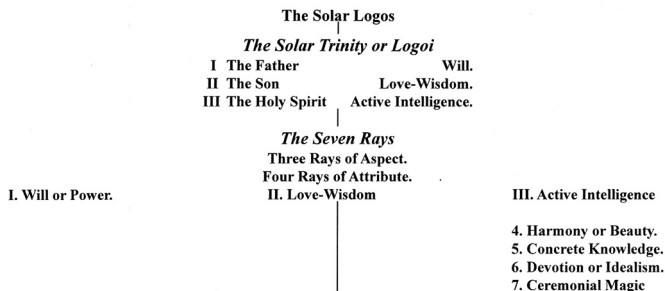 The Solar Logos
The Solar Trinity or Logoi
I The Father Will.
II The Son Love-Wisdom.
III The Holy Spirit Active Intelligence.
The Seven Rays
Three Rays of Aspect.
Four Rays of Attribute.
I. Will or Power. II. Love-Wisdom III. Active Intelligence
4. Harmony or Beauty.
5. Concrete Knowledge.
6. Devotion or Idealism.
7. Ceremonial Magic